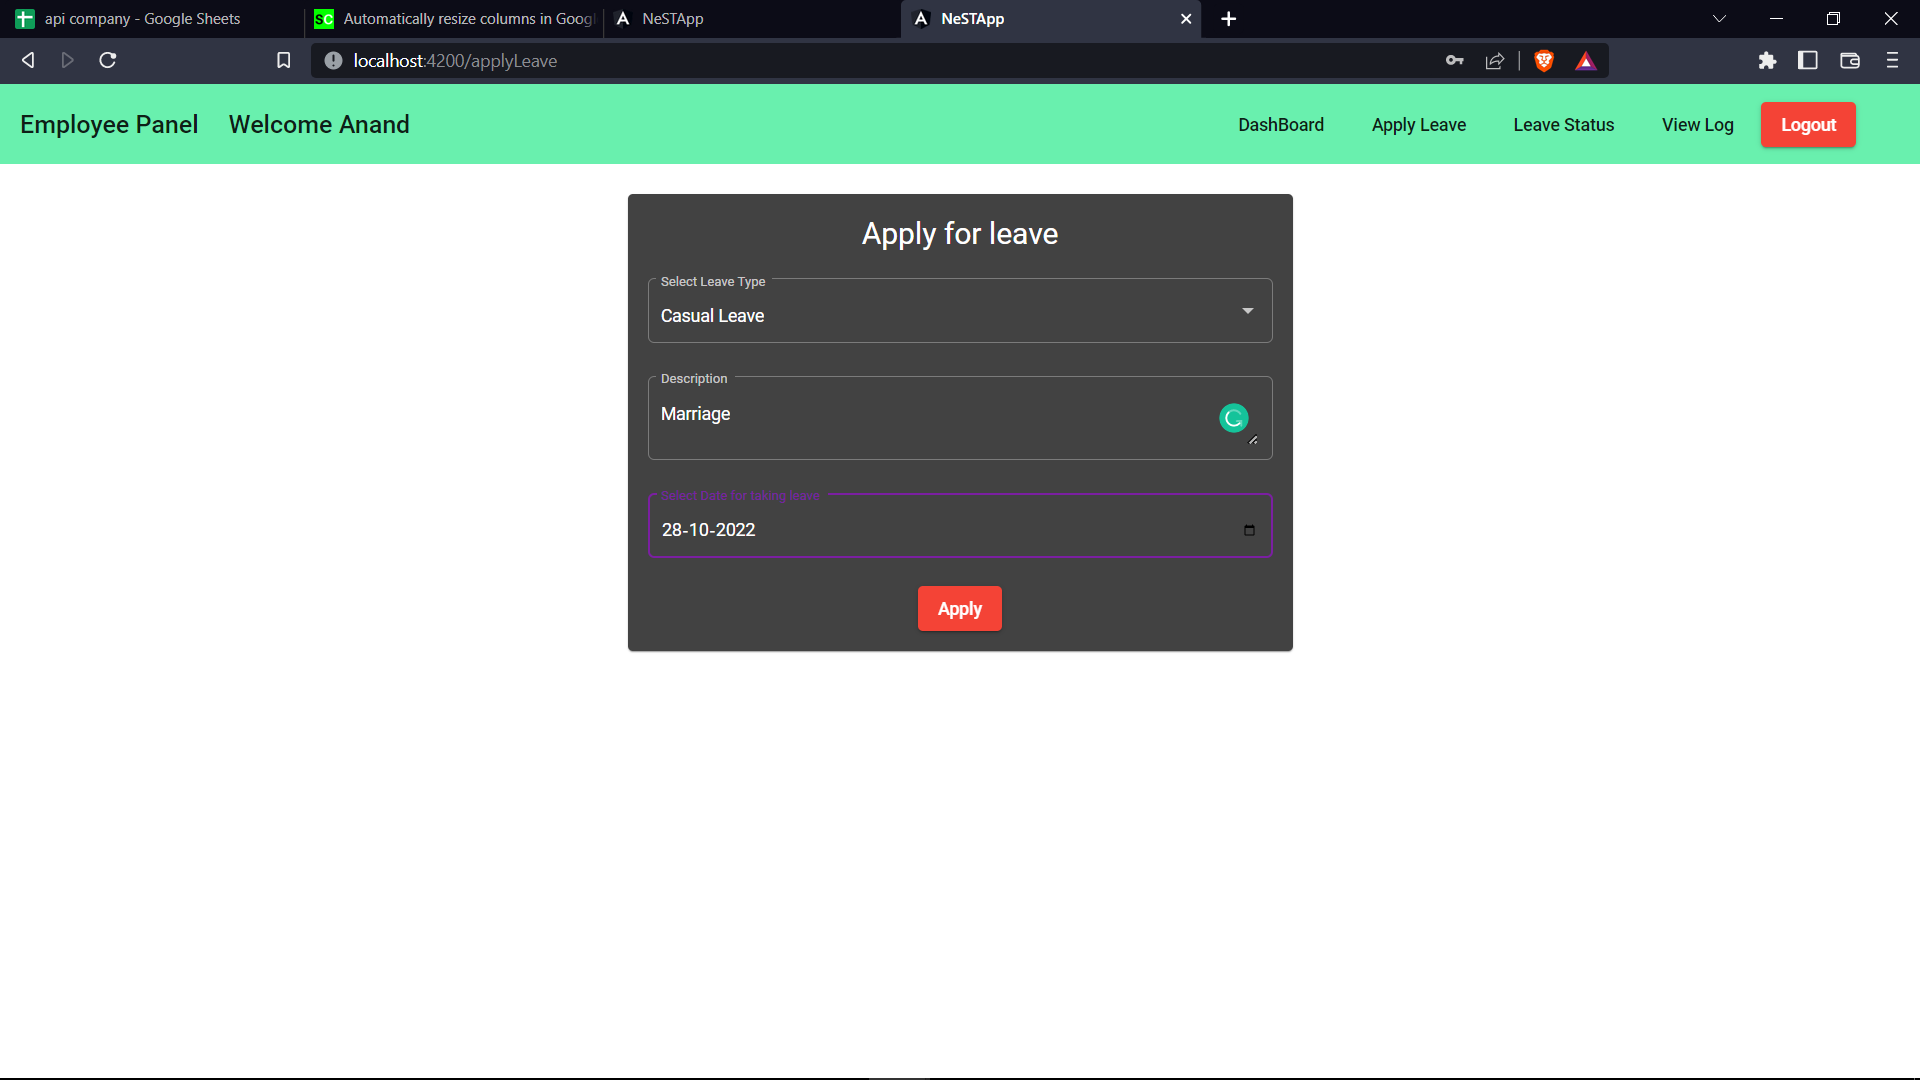 api company - Google Sheets
SC Automatically resize columns in Googl
NeSTApp
NeSTApp
localhost:4200/applyLeave
Employee Panel Welcome Anand DashBoard Apply Leave Leave Status View Log Logout
Apply for leave
Select Leave Type
Casual Leave
Description
Marriage
Select Date for taking leave
28-10-2022
Apply